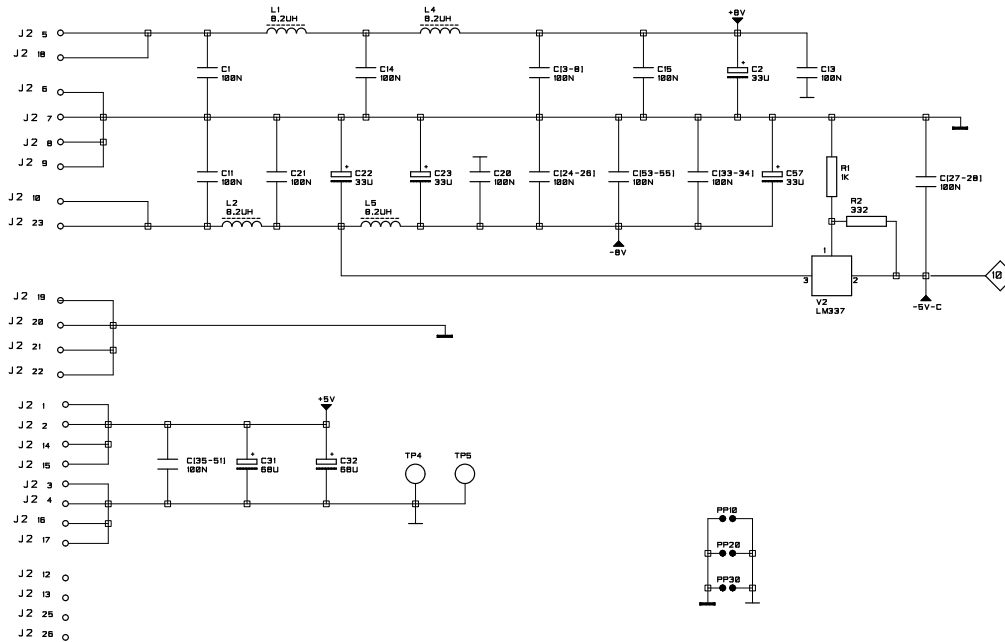 L1
8.2UH
L4
8.2UH
+8V
J2 5
J2 18
C1
100N
C14
100N
C[3-8]
100N
C15
100N
+
C2
33U
C13
100N
J2 6
J2 7
J2 8
J2 9
C11
100N
C21
100N
+
C22
33U
+
C23
33U
C20
100N
C[24-26]
100N
C[53-55]
100N
C[33-34]
100N
+
C57
33U
R1
1K
C[27-28]
100N
J2 10
J2 23
L2
8.2UH
L5
8.2UH
R2
332
-8V
1
3
2
V2
LM337
-5V-C
10
J2 19
J2 20
J2 21
J2 22
J2 1
J2 2
J2 14
J2 15
+5V
C[35-51]
100N
+
C31
68U
+
C32
68U
TP4
TP5
J2 3
J2 4
J2 16
J2 17
PP10
PP20
PP30
J2 12
J2 13
J2 25
J2 26